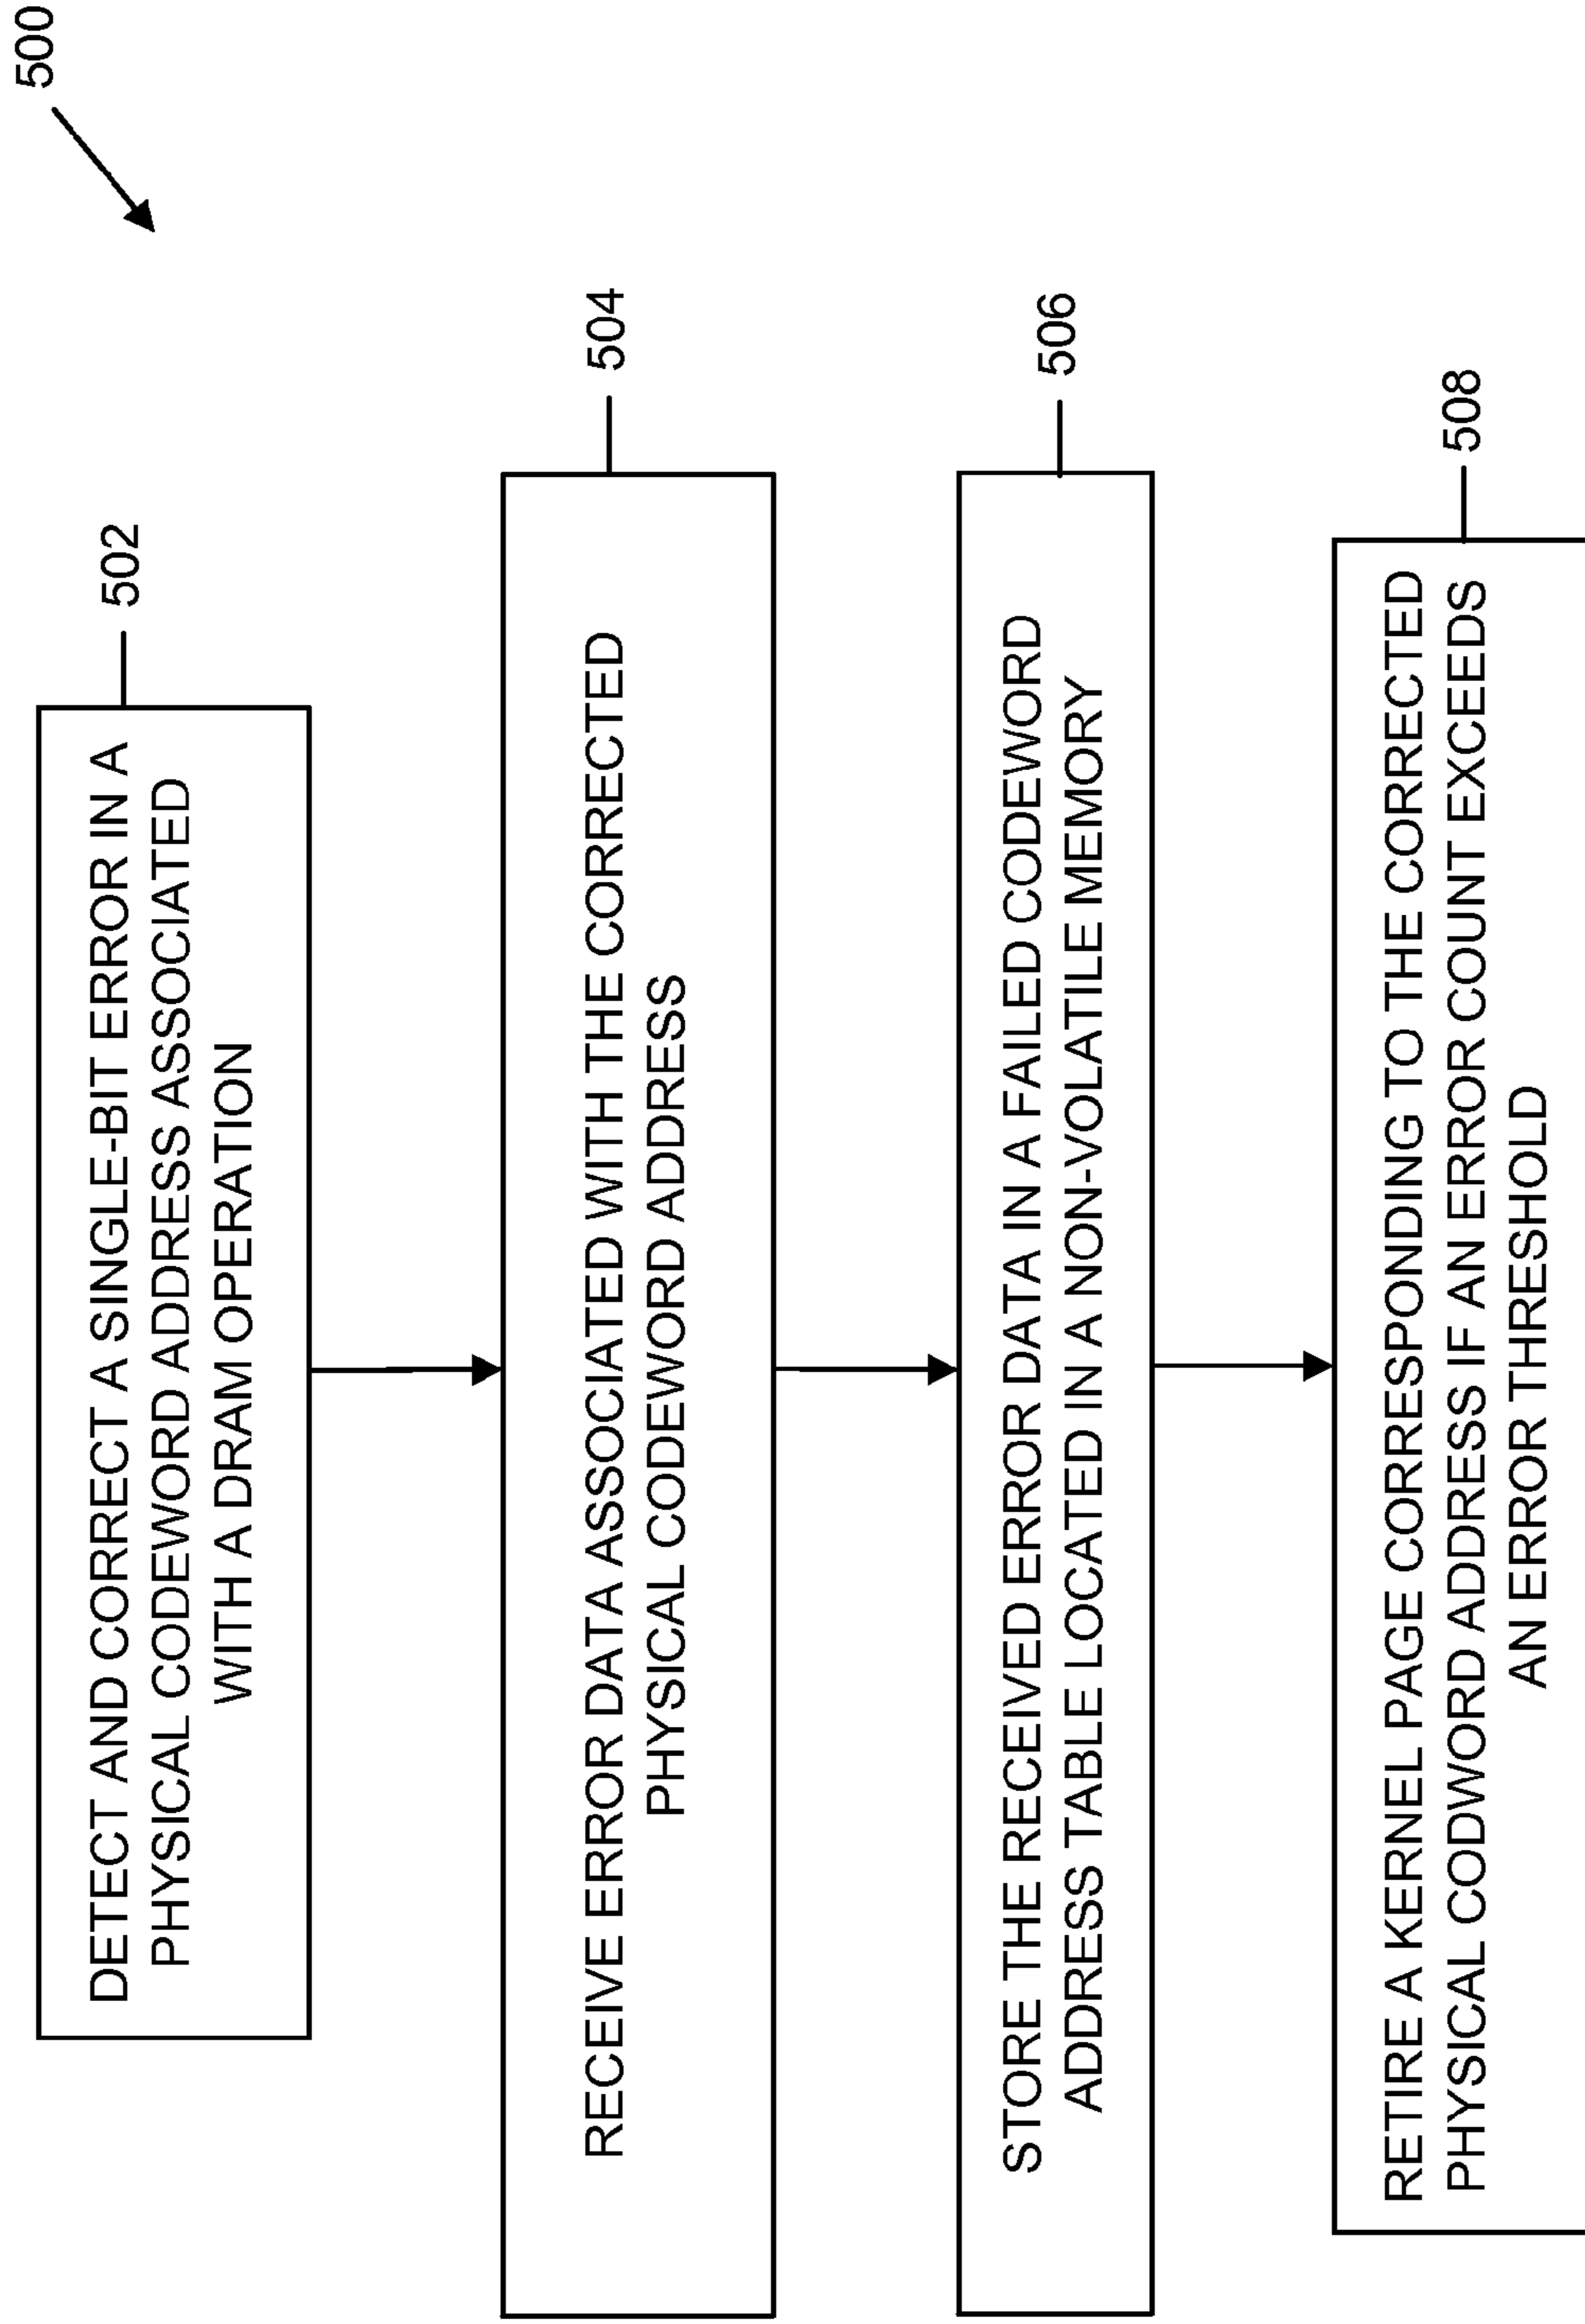 500
502
DETECT AND CORRECT A SINGLE-BIT ERROR IN A
PHYSICAL CODEWORD ADDRESS ASSOCIATED
WITH A DRAM OPERATION
504
RECEIVE ERROR DATA ASSOCIATED WITH THE CORRECTED
PHYSICAL CODEWORD ADDRESS
506
STORE THE RECEIVED ERROR DATA IN A FAILED CODEWORD
ADDRESS TABLE LOCATED IN A NON-VOLATILE MEMORY
508
RETIRE A KERNEL PAGE CORRESPONDING TO THE CORRECTED
PHYSICAL CODWORD ADDRESS IF AN ERROR COUNT EXCEEDS
AN ERROR THRESHOLD